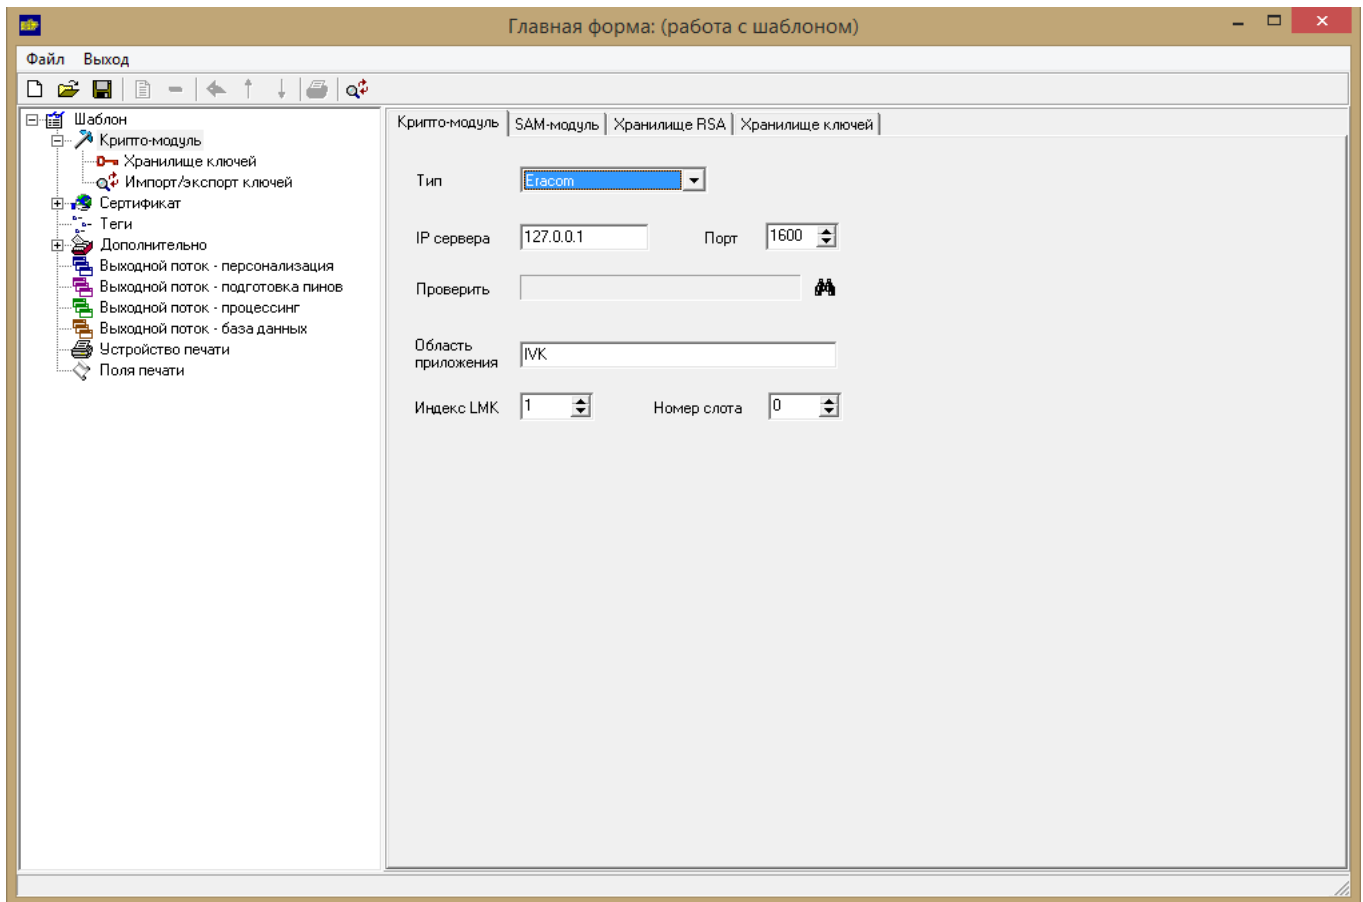 Главная форма: (работа с шаблоном)
Файл Выход
Шаблон
Крипто-модуль
Хранилище ключей
Импорт/экспорт ключей
Сертификат
Теги
Дополнительно
Выходной поток - персонализация
Выходной поток - подготовка пинов
Выходной поток - процессинг
Выходной поток - база данных
Устройство печати
Поля печати
Крипто-модуль SAM-модуль Хранилище RSA Хранилище ключей
Тип Eracom
IP сервера 127.0.0.1 Порт 1600
Проверить
Область
приложения IVK
Индекс LMK 1 Номер слота 0